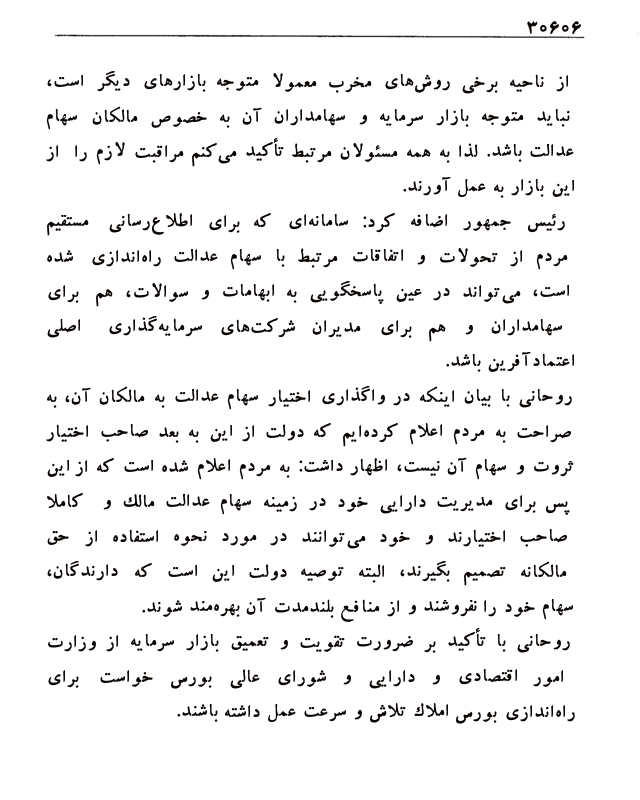 ۳۰۶۰۶
از ناحیه برخی روش‌های مخرب معمولا متوجه بازارهای دیگر است،
نباید متوجه بازار سرمایه و سهامداران آن به خصوص مالکان سهام
عدالت باشد. لذا به همه مسئولان مرتبط تأکید می‌کنم مراقبت لازم را از
این بازار به عمل آورند.
رئیس جمهور اضافه کرد: سامانه‌ای که برای اطلاع‌رسانی مستقیم
مردم از تحولات و اتفاقات مرتبط با سهام عدالت راه‌اندازی شده
است، می‌تواند در عین پاسخگویی به ابهامات و سوالات، هم برای
سهامداران و هم برای مدیران شرکت‌های سرمایه‌گذاری اصلی
اعتمادآفرین باشد.
روحانی با بیان اینکه در واگذاری اختیار سهام عدالت به مالکان آن، به
صراحت به مردم اعلام کرده‌ایم که دولت از این به بعد صاحب اختیار
ثروت و سهام آن نیست، اظهار داشت: به مردم اعلام شده است که از این
پس برای مدیریت دارایی خود در زمینه سهام عدالت مالك و کاملا
صاحب اختیارند و خود می‌توانند در مورد نحوه استفاده از حق
مالکانه تصمیم بگیرند، البته توصیه دولت این است که دارندگان،
سهام خود را نفروشند و از منافع بلندمدت آن بهره‌مند شوند.
روحانی با تأکید بر ضرورت تقویت و تعمیق بازار سرمایه از وزارت
امور اقتصادی و دارایی و شورای عالی بورس خواست برای
راه‌اندازی بورس املاك تلاش و سرعت عمل داشته باشند.